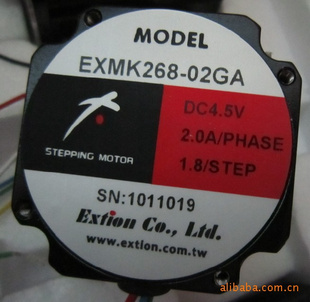 MODEL
EXMK268-02GA
DC4.5V
2.0A/PHASE
1.8/STEP
STEPPING MOTOR
SN:1011019
Extion Co., Ltd.
www.extion.com.tw
alibaba.com.cn